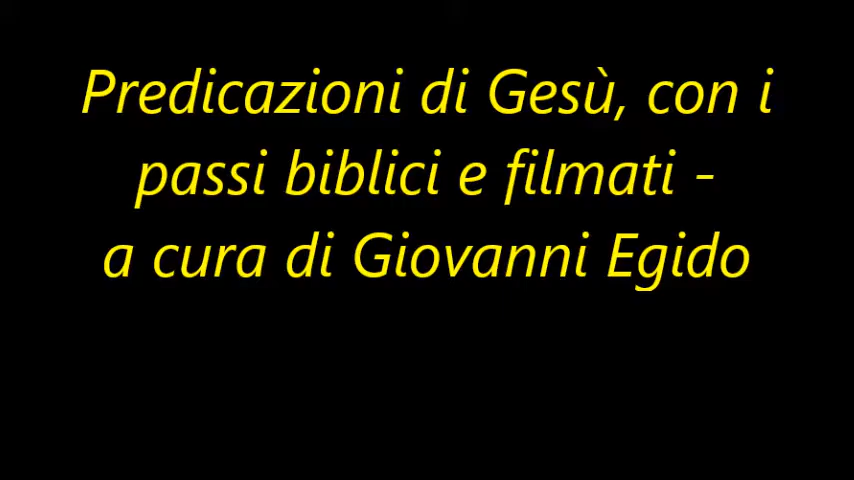 Predicazioni di Gesù, con i
passi biblici e filmati -
a cura di Giovanni Egido